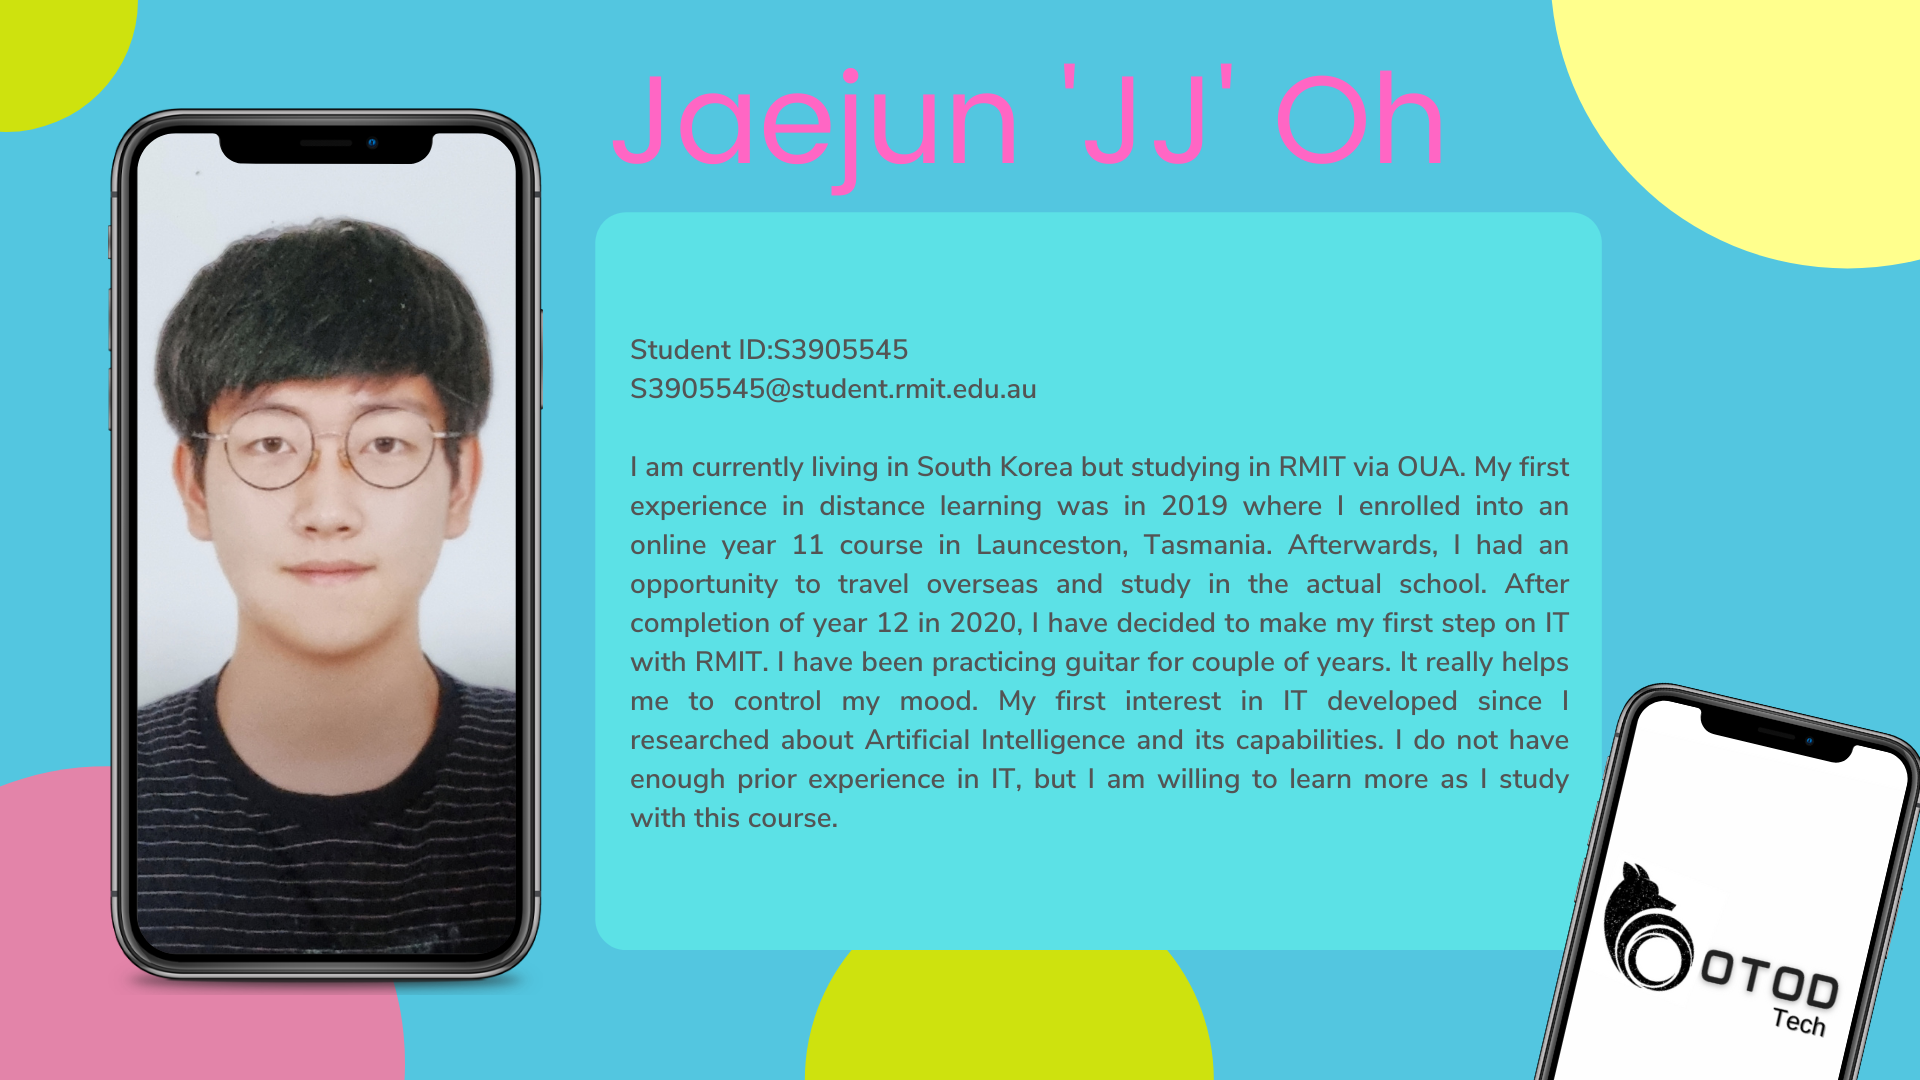 Jaejun 'JJ' Oh
Student ID:S3905545
S3905545@student.rmit.edu.au
I am currently living in South Korea but studying in RMIT via OUA. My first
experience in distance learning was in 2019 where I enrolled into an
online year 11 course in Launceston, Tasmania. Afterwards, I had an
opportunity to travel overseas and study in the actual school. After
completion of year 12 in 2020, I have decided to make my first step on IT
with RMIT. I have been practicing guitar for couple of years. It really helps
me to control my mood. My first interest in IT developed since I
researched about Artificial Intelligence and its capabilities. I do not have
enough prior experience in IT, but I am willing to learn more as I study
with this course.
OTOD
Tech